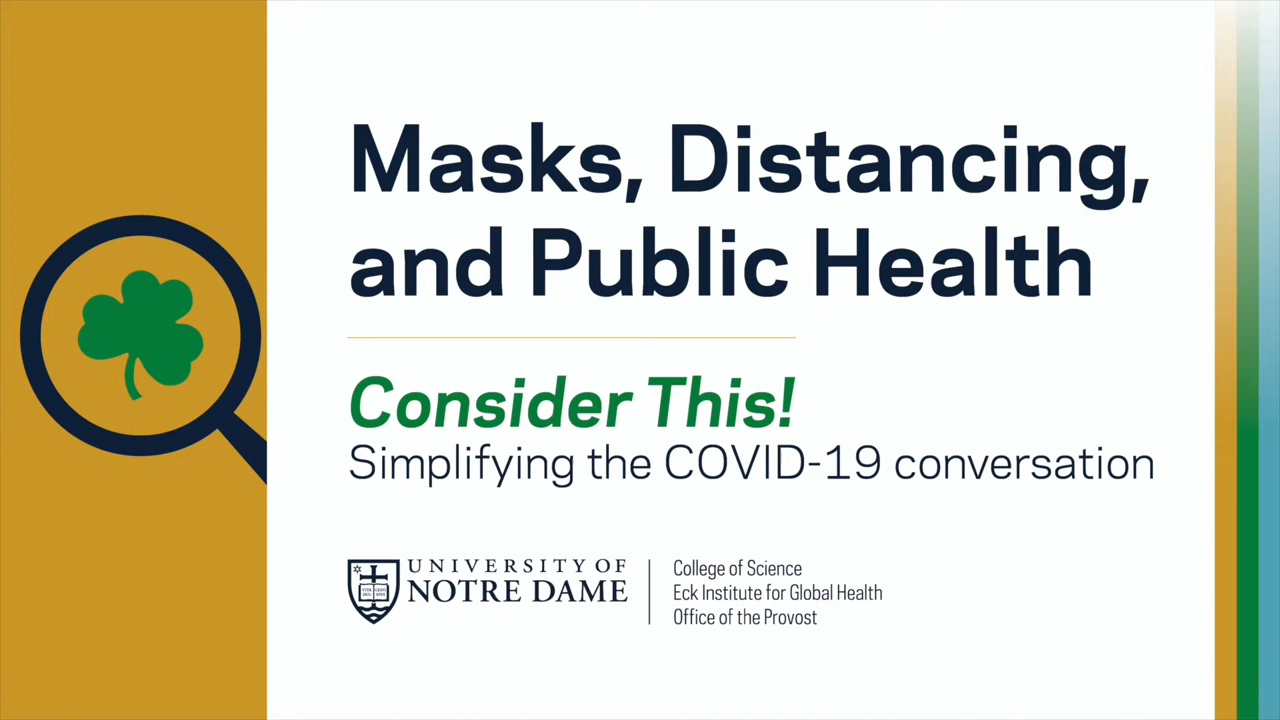 Masks, Distancing,
and Public Health
Consider This!
Simplifying the COVID-19 conversation
UNIVERSITY OF
NOTRE DAME
College of Science
Eck Institute for Global Health
Office of the Provost